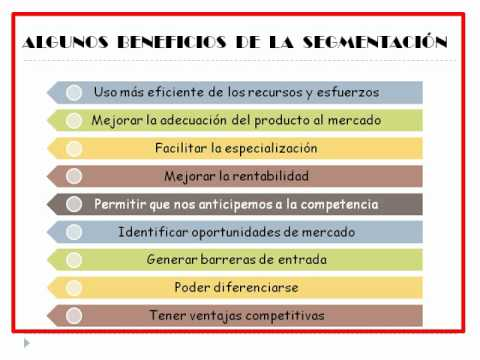 ALGUNOS BENEFICIOS DE LA SEGMENTACIÓN
Uso más eficiente de los recursos y esfuerzos
Mejorar la adecuación del producto al mercado
Facilitar la especialización
Mejorar la rentabilidad
Permitir que nos anticipemos a la competencia
Identificar oportunidades de mercado
Generar barreras de entrada
Poder diferenciarse
Tener ventajas competitivas